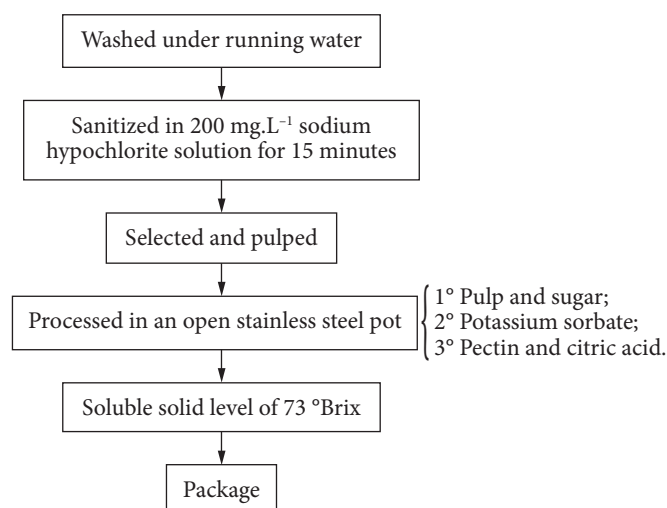 Washed under running water
Sanitized in 200 mg.L⁻¹ sodium
hypochlorite solution for 15 minutes
Selected and pulped
Processed in an open stainless steel pot
1° Pulp and sugar;
2° Potassium sorbate;
3° Pectin and citric acid.
Soluble solid level of 73 °Brix
Package